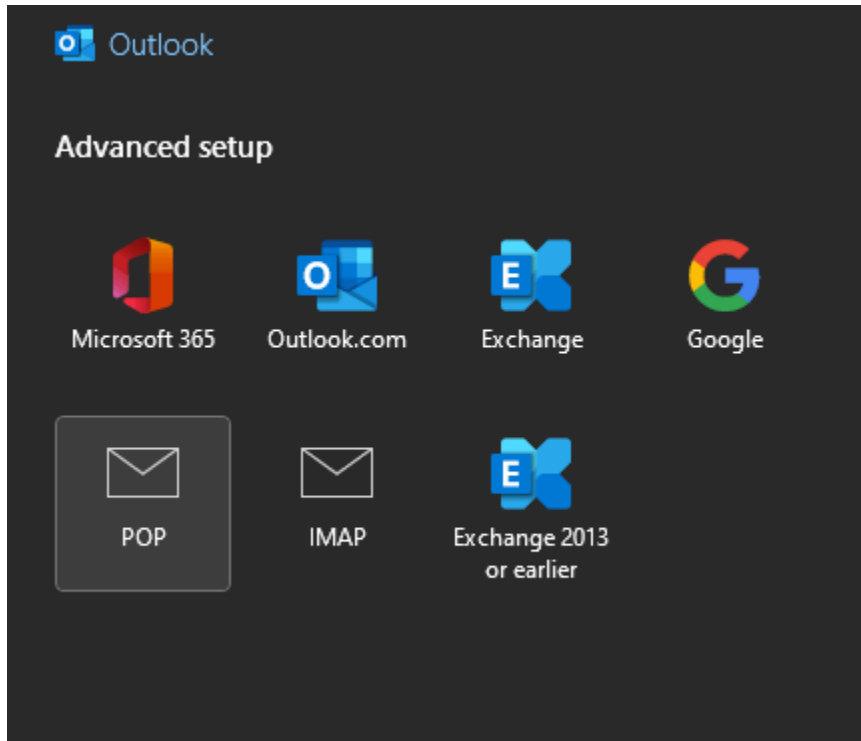 Outlook
Advanced setup
Microsoft 365
Outlook.com
Exchange
Google
POP
IMAP
Exchange 2013
or earlier